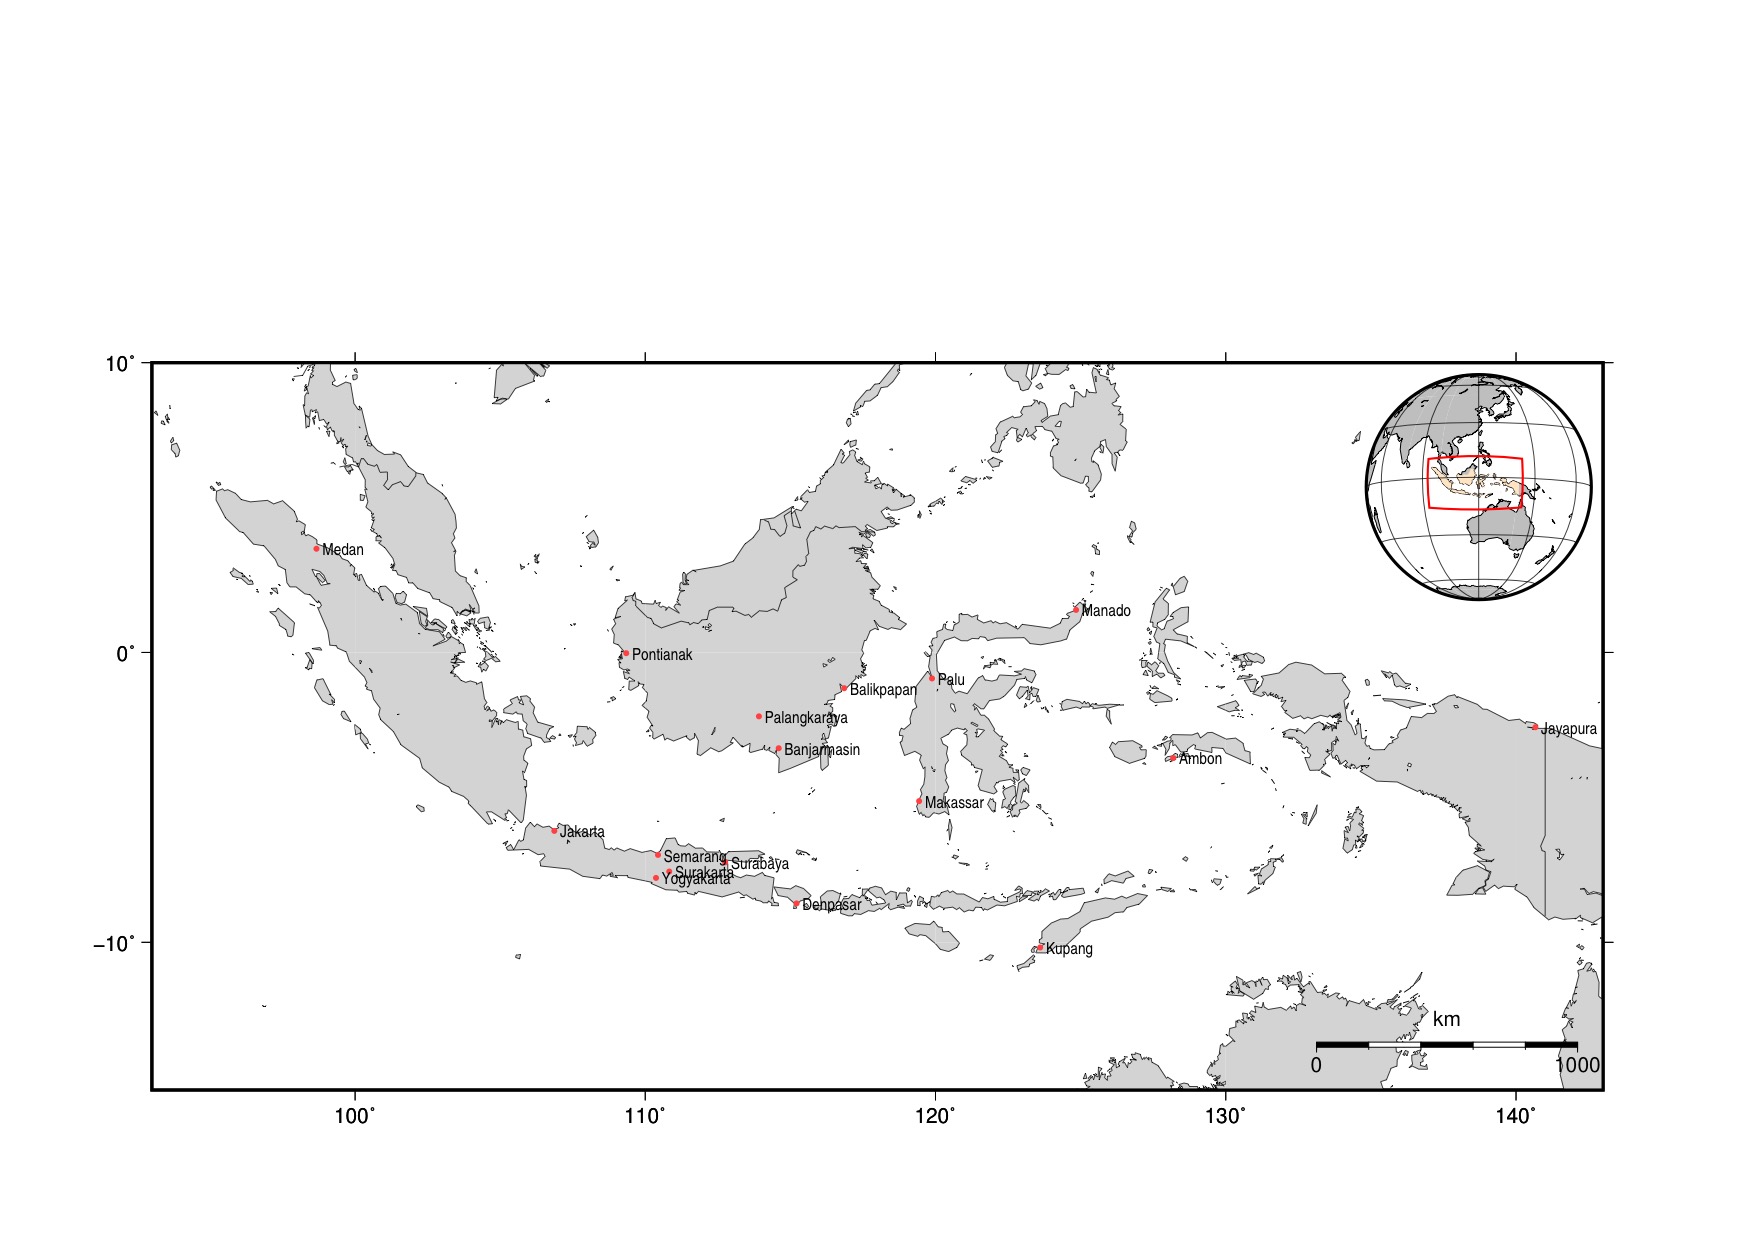 10°
Medan
Manado
0°
Pontianak
Palu
Balikpapan
Palangkaraya
Jayapura
Banjarmasin
Ambon
Makassar
Jakarta
Semarang
Surabaya
Surakarta
Yogyakarta
Denpasar
−10°
Kupang
km
0
1000
100°
110°
120°
130°
140°